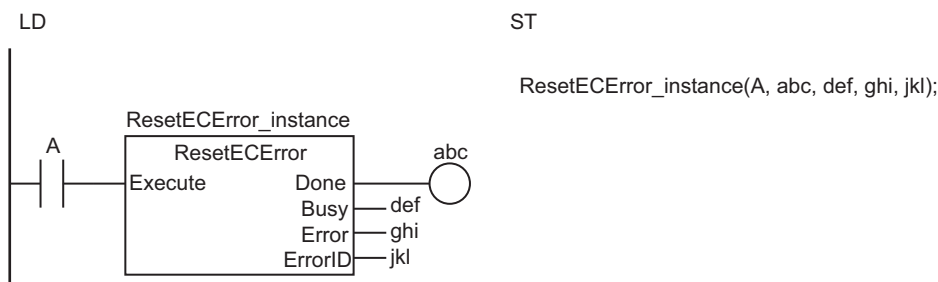 LD
ST
ResetECError_instance(A, abc, def, ghi, jkl);
ResetECError_instance
A
ResetECError
abc
Execute
Done
Busy
def
Error
ghi
ErrorID
jkl